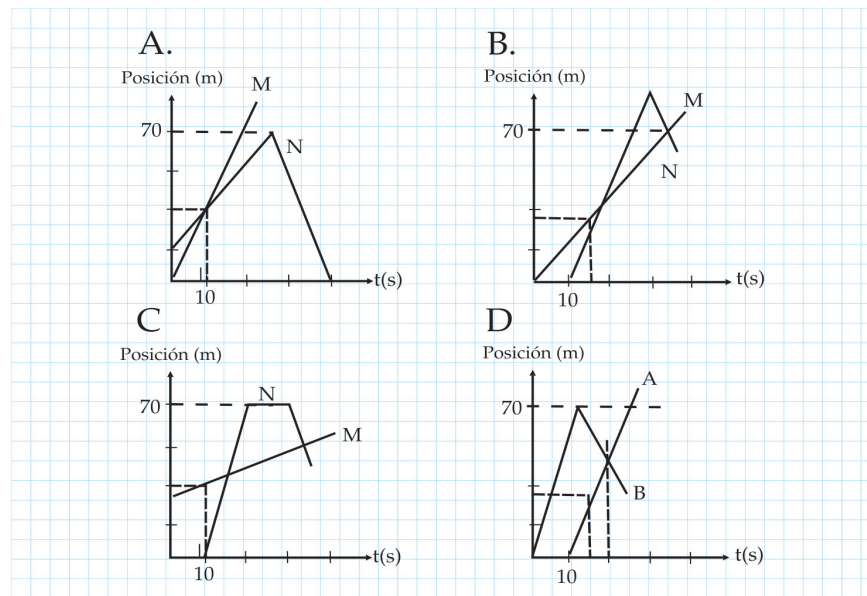 A.
Posición (m)
M
70
N
t(s)
10
B.
Posición (m)
M
70
N
t(s)
10
C
Posición (m)
N
70
M
t(s)
10
D
Posición (m)
A
70
B
t(s)
10